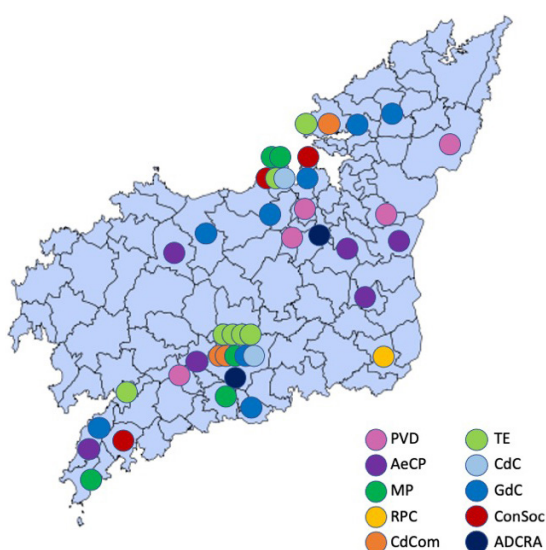 PVD TE
AeCP CdC
MP GdC
RPC ConSoc
CdCom ADCRA